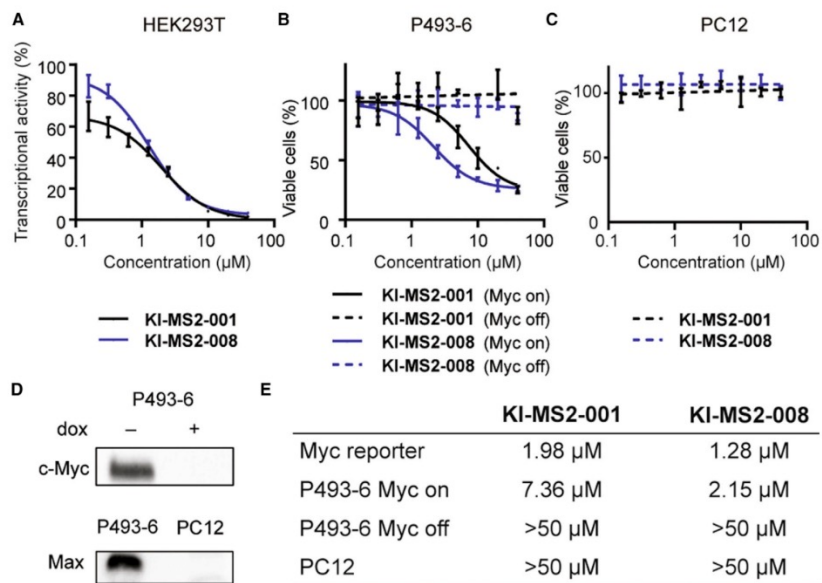 A
HEK293T
Transcriptional activity (%)
100
80
60
40
20
0
0.1 1 10 100
Concentration (µM)
KI-MS2-001
KI-MS2-008
B
P493-6
Viable cells (%)
100
50
0
0.1 1 10 100
Concentration (µM)
KI-MS2-001 (Myc on)
KI-MS2-001 (Myc off)
KI-MS2-008 (Myc on)
KI-MS2-008 (Myc off)
C
PC12
Viable cells (%)
100
50
0
0.1 1 10 100
Concentration (µM)
KI-MS2-001
KI-MS2-008
D
P493-6
dox – +
c-Myc
P493-6 PC12
Max
E
KI-MS2-001 KI-MS2-008
Myc reporter 1.98 µM 1.28 µM
P493-6 Myc on 7.36 µM 2.15 µM
P493-6 Myc off >50 µM >50 µM
PC12 >50 µM >50 µM